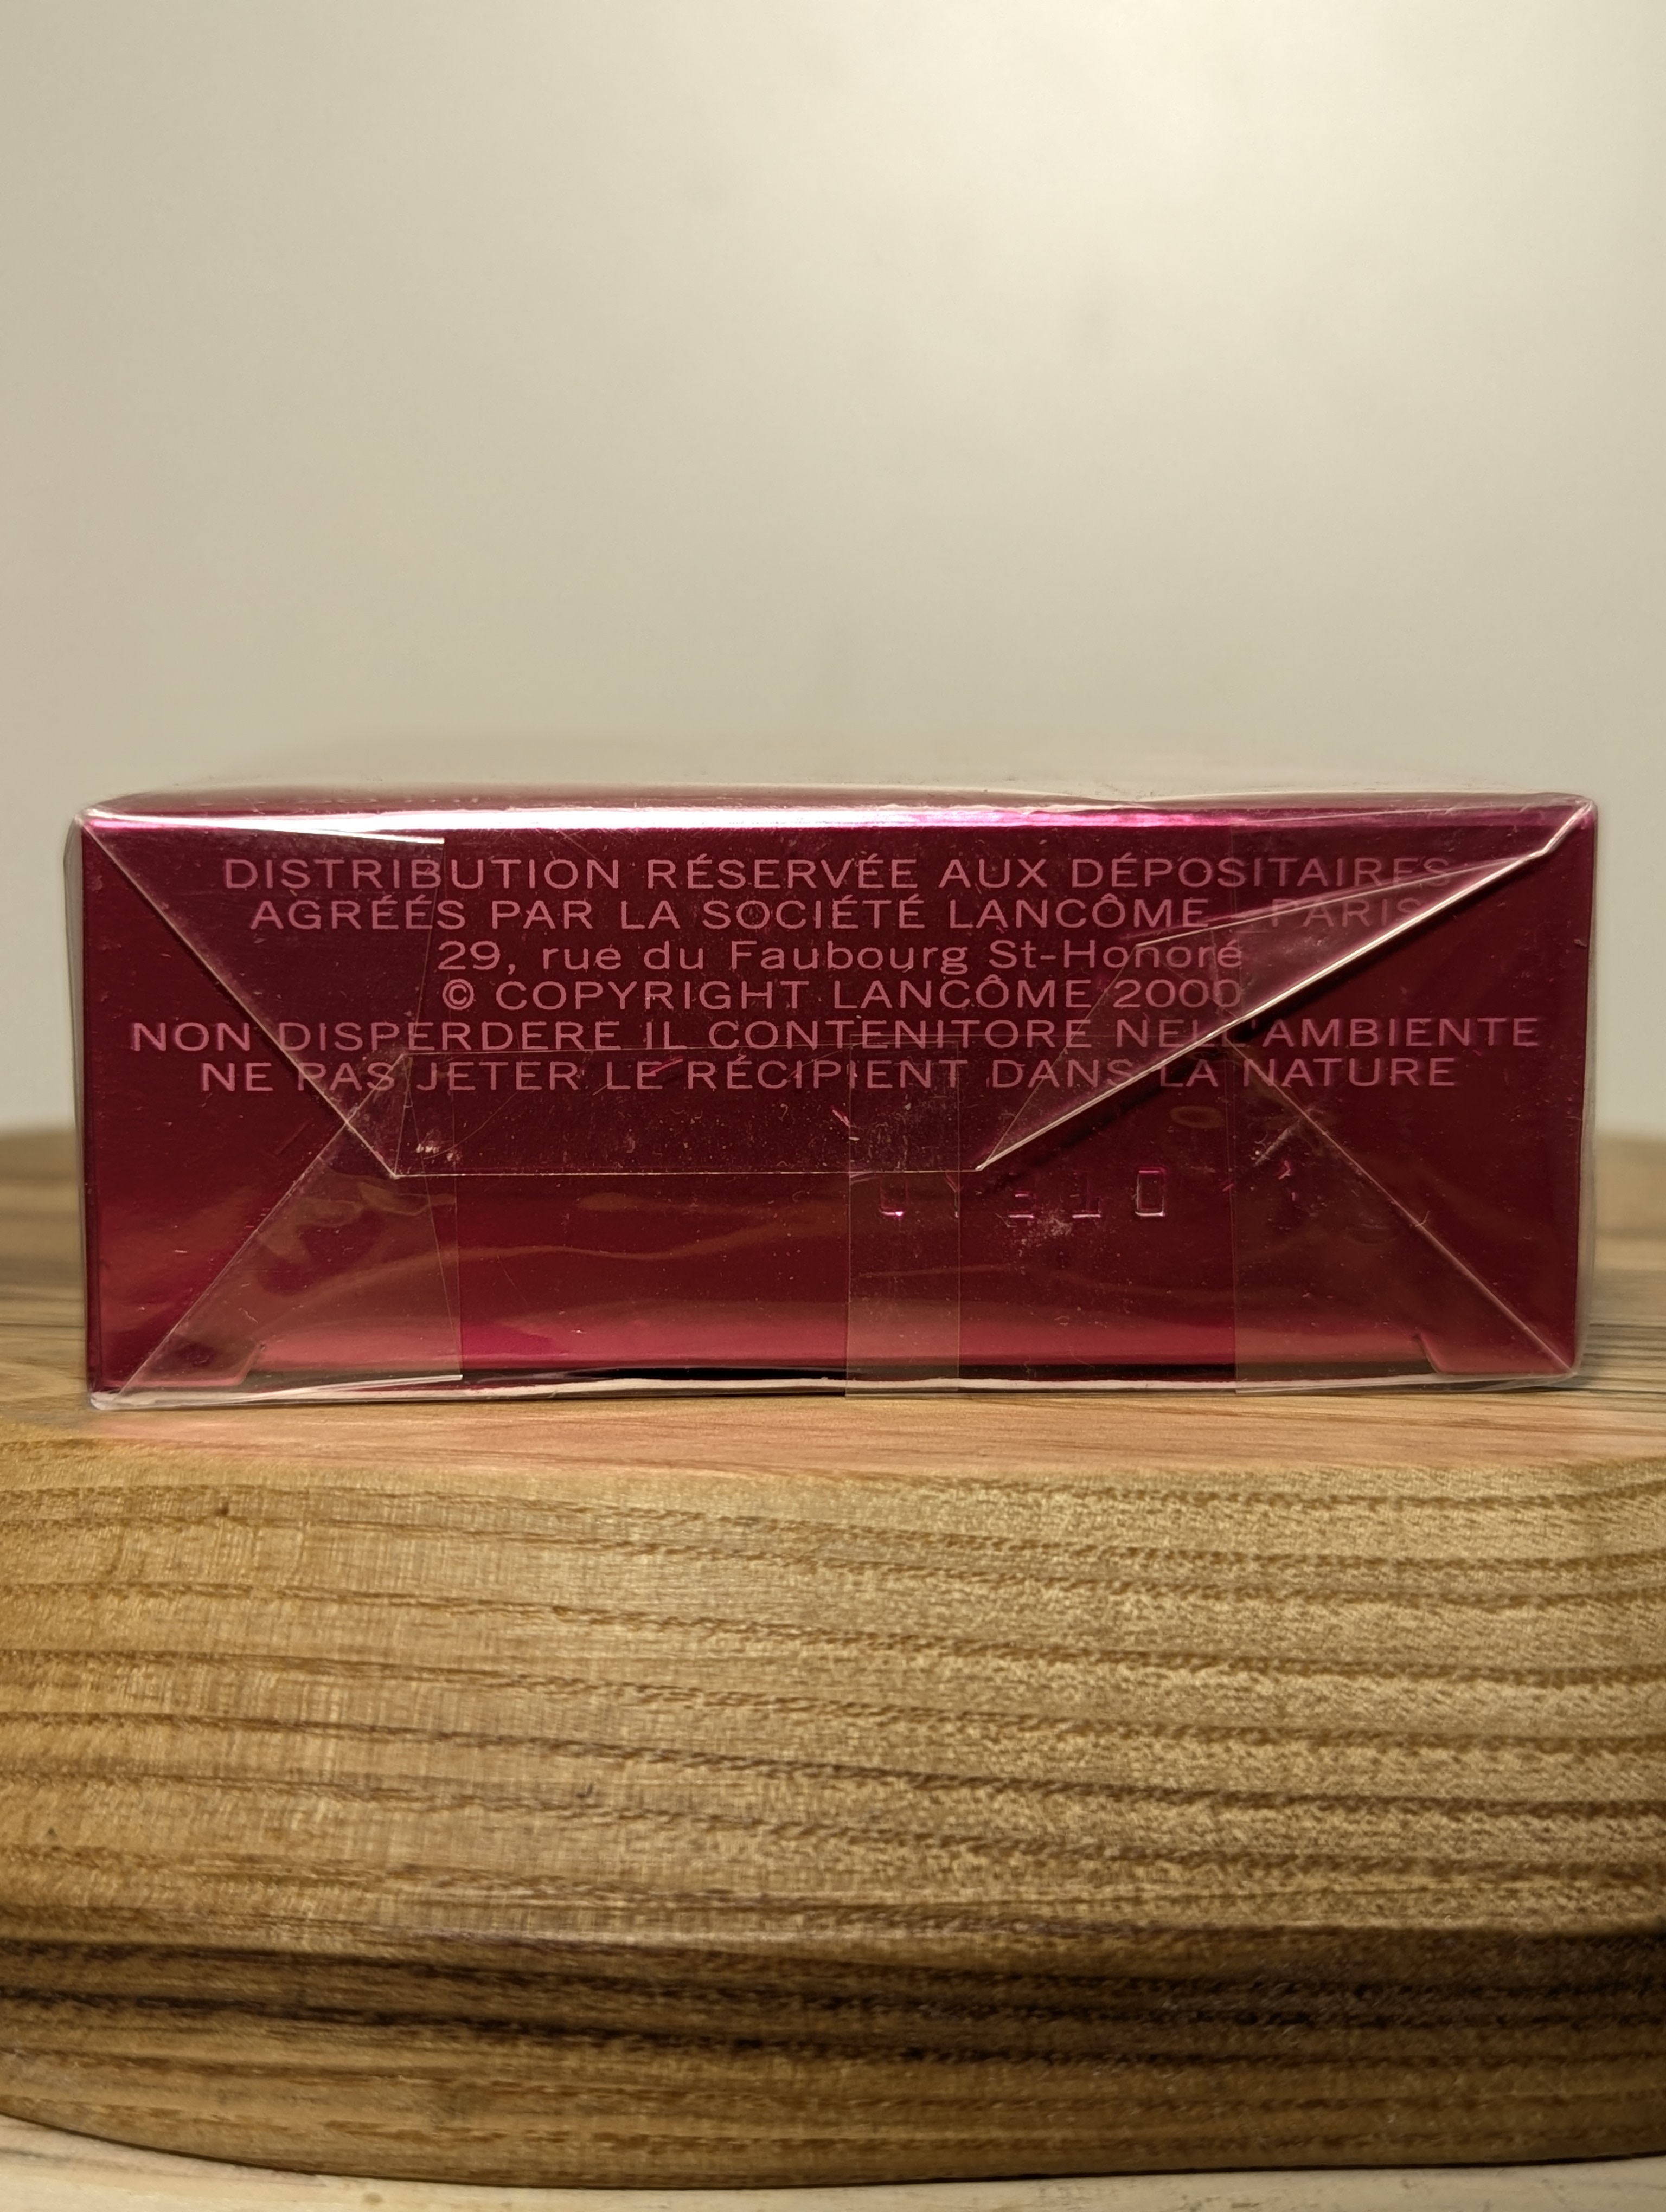 DISTRIBUTION RÉSERVÉE AUX DÉPOSITAIRES
AGRÉÉS PAR LA SOCIÉTÉ LANCÔME - PARIS
29, rue du Faubourg St-Honoré
© COPYRIGHT LANCÔME 2000
NON DISPERDERE IL CONTENITORE NELL'AMBIENTE
NE PAS JETER LE RÉCIPIENT DANS LA NATURE